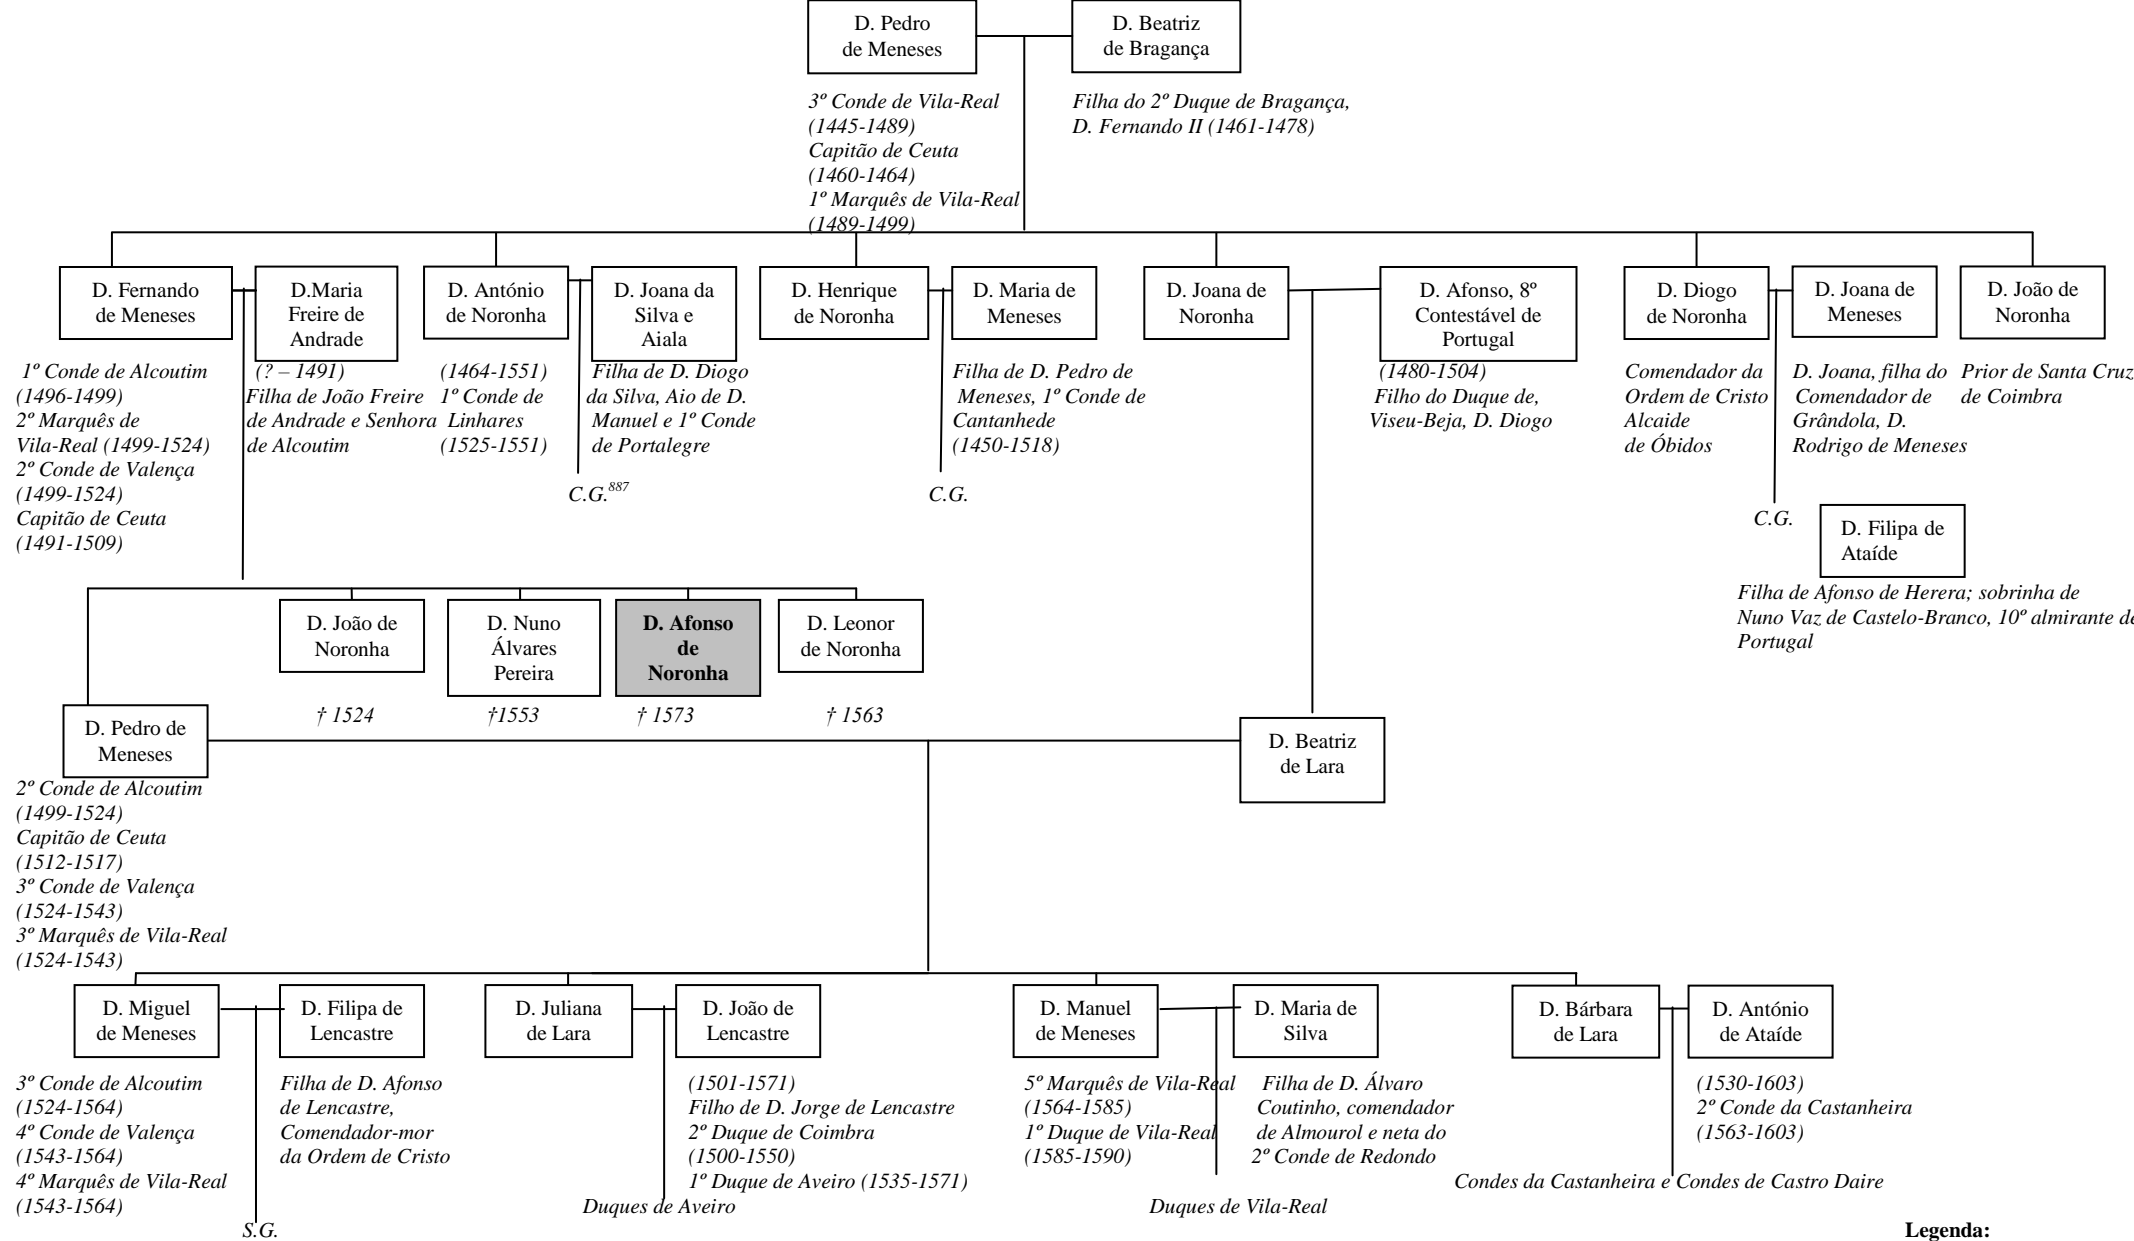 D. Pedro
de Meneses
D. Beatriz
de Bragança
3º Conde de Vila-Real
(1445-1489)
Capitão de Ceuta
(1460-1464)
1º Marquês de Vila-Real
(1489-1499)
Filha do 2º Duque de Bragança,
D. Fernando II (1461-1478)
D. Fernando
de Meneses
D.Maria
Freire de
Andrade
D. António
de Noronha
D. Joana da
Silva e
Aiala
D. Henrique
de Noronha
D. Maria de
Meneses
D. Joana de
Noronha
D. Afonso, 8º
Contestável de
Portugal
D. Diogo
de Noronha
D. Joana de
Meneses
D. João de
Noronha
1º Conde de Alcoutim
(1496-1499)
2º Marquês de
Vila-Real (1499-1524)
2º Conde de Valença
(1499-1524)
Capitão de Ceuta
(1491-1509)
(? – 1491)
Filha de João Freire
de Andrade e Senhora
de Alcoutim
(1464-1551)
1º Conde de
Linhares
(1525-1551)
Filha de D. Diogo
da Silva, Aio de D.
Manuel e 1º Conde
de Portalegre
C.G.887
Filha de D. Pedro de
Meneses, 1º Conde de
Cantanhede
(1450-1518)
C.G.
(1480-1504)
Filho do Duque de,
Viseu-Beja, D. Diogo
Comendador da
Ordem de Cristo
Alcaide
de Óbidos
D. Joana, filha do
Comendador de
Grândola, D.
Rodrigo de Meneses
Prior de Santa Cruz
de Coimbra
C.G.
D. Filipa de
Ataíde
Filha de Afonso de Herera; sobrinha de
Nuno Vaz de Castelo-Branco, 10º almirante de
Portugal
D. João de
Noronha
D. Nuno
Álvares
Pereira
D. Afonso
de
Noronha
D. Leonor
de Noronha
† 1524
†1553
† 1573
† 1563
D. Pedro de
Meneses
D. Beatriz
de Lara
2º Conde de Alcoutim
(1499-1524)
Capitão de Ceuta
(1512-1517)
3º Conde de Valença
(1524-1543)
3º Marquês de Vila-Real
(1524-1543)
D. Miguel
de Meneses
D. Filipa de
Lencastre
D. Juliana
de Lara
D. João de
Lencastre
D. Manuel
de Meneses
D. Maria de
Silva
D. Bárbara
de Lara
D. António
de Ataíde
3º Conde de Alcoutim
(1524-1564)
4º Conde de Valença
(1543-1564)
4º Marquês de Vila-Real
(1543-1564)
Filha de D. Afonso
de Lencastre,
Comendador-mor
da Ordem de Cristo
S.G.
(1501-1571)
Filho de D. Jorge de Lencastre
2º Duque de Coimbra
(1500-1550)
1º Duque de Aveiro (1535-1571)
Duques de Aveiro
5º Marquês de Vila-Real
(1564-1585)
1º Duque de Vila-Real
(1585-1590)
Filha de D. Álvaro
Coutinho, comendador
de Almourol e neta do
2º Conde de Redondo
Duques de Vila-Real
(1530-1603)
2º Conde da Castanheira
(1563-1603)
Condes da Castanheira e Condes de Castro Daire
Legenda: